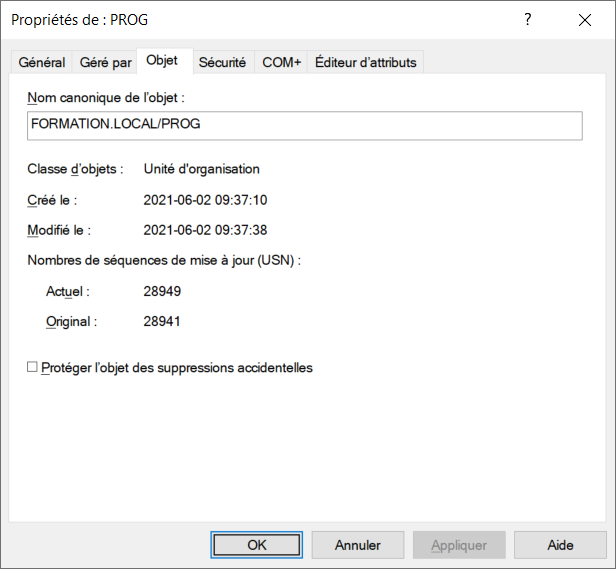 Propriétés de : PROG
?
Général Géré par Objet Sécurité COM+ Éditeur d'attributs
Nom canonique de l'objet :
FORMATION.LOCAL/PROG
Classe d'objets : Unité d'organisation
Créé le : 2021-06-02 09:37:10
Modifié le : 2021-06-02 09:37:38
Nombres de séquences de mise à jour (USN) :
Actuel : 28949
Original : 28941
Protéger l'objet des suppressions accidentelles
OK Annuler Appliquer Aide